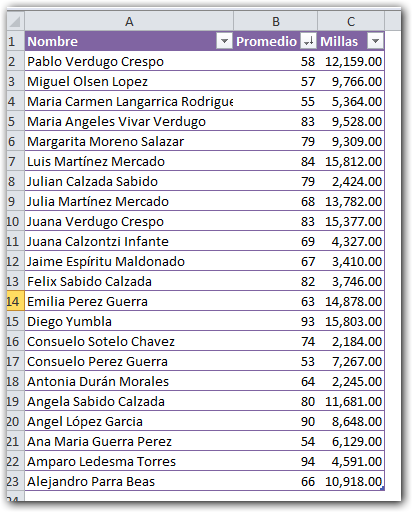 A B C
1 Nombre Promedio Millas
2 Pablo Verdugo Crespo 58 12,159.00
3 Miguel Olsen Lopez 57 9,766.00
4 Maria Carmen Langarrica Rodrigue 55 5,364.00
5 Maria Angeles Vivar Verdugo 83 9,528.00
6 Margarita Moreno Salazar 79 9,309.00
7 Luis Martínez Mercado 84 15,812.00
8 Julian Calzada Sabido 79 2,424.00
9 Julia Martínez Mercado 68 13,782.00
10 Juana Verdugo Crespo 83 15,377.00
11 Juana Calzontzi Infante 69 4,327.00
12 Jaime Espíritu Maldonado 67 3,410.00
13 Felix Sabido Calzada 82 3,746.00
14 Emilia Perez Guerra 63 14,878.00
15 Diego Yumbla 93 15,803.00
16 Consuelo Sotelo Chavez 74 2,184.00
17 Consuelo Perez Guerra 53 7,267.00
18 Antonia Durán Morales 64 2,245.00
19 Angela Sabido Calzada 80 11,681.00
20 Angel López Garcia 90 8,648.00
21 Ana Maria Guerra Perez 54 6,129.00
22 Amparo Ledesma Torres 94 4,591.00
23 Alejandro Parra Beas 66 10,918.00